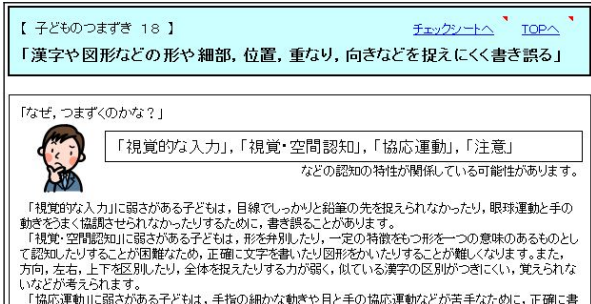 【 子どものつまずき 18 】 チェックシートへ TOPへ
「漢字や図形などの形や細部，位置，重なり，向きなどを捉えにくく書き誤る」
「なぜ，つまずくのかな？」
「視覚的な入力」，「視覚・空間認知」，「協応運動」，「注意」
などの認知の特性が関係している可能性があります。
「視覚的な入力」に弱さがある子どもは，目線でしっかりと鉛筆の先を捉えられなかったり，眼球運動と手の
動きをうまく協調させられなかったりするために，書き誤ることがあります。
「視覚・空間認知」に弱さがある子どもは，形を弁別したり，一定の特徴をもつ形を一つの意味のあるものとし
て認知したりすることが困難なため，正確に文字を書いたり図形をかいたりすることが難しくなります。また，
方向，左右，上下を区別したり，全体を捉えたりする力が弱く，似ている漢字の区別がつきにくい，覚えられな
いなどが考えられます。
「協応運動」に弱さがある子どもは，手指の細かな動きや目と手の協応動作などが苦手なために，正確に書